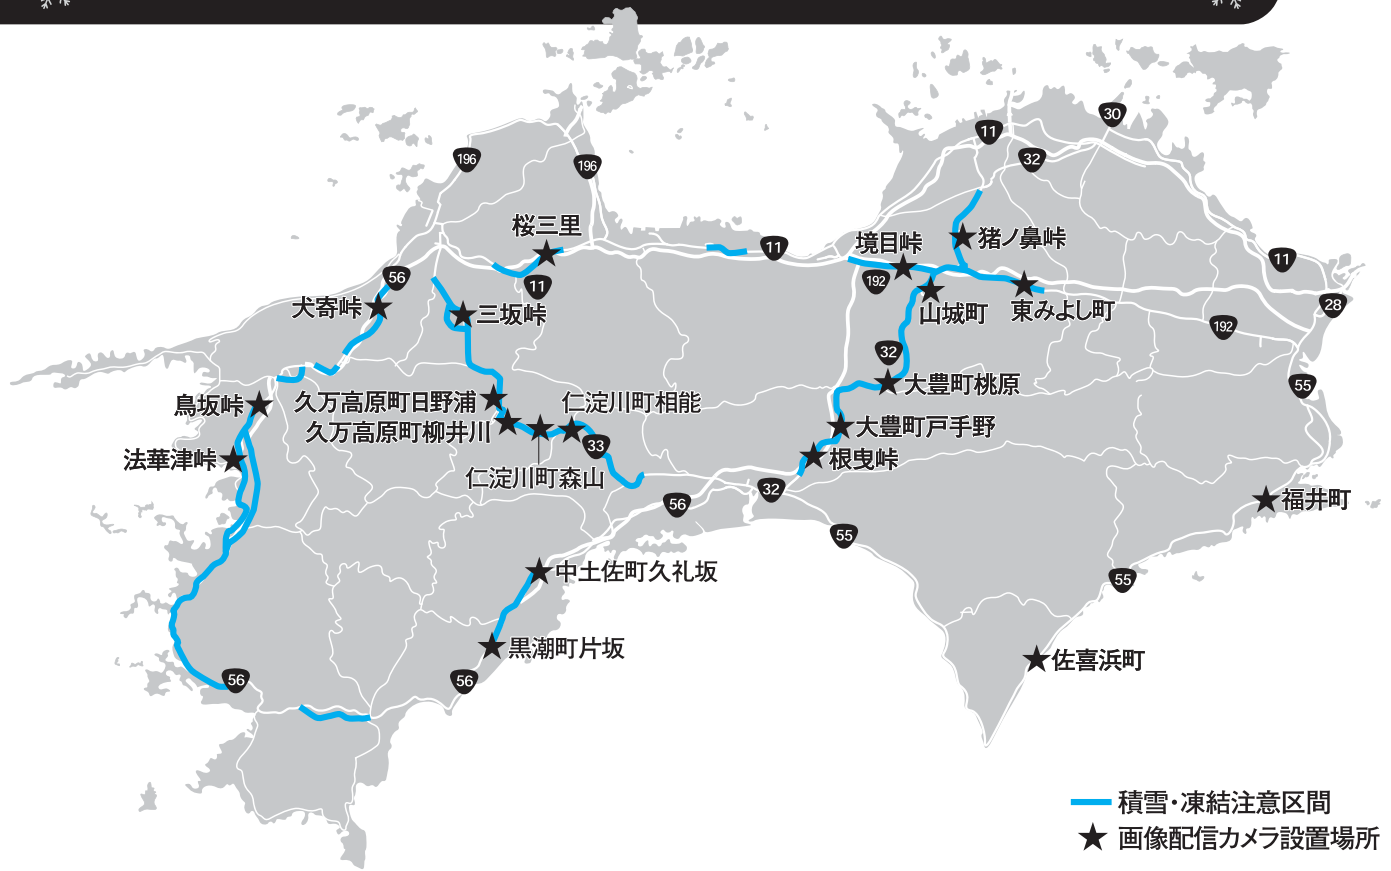 30
11
32
196
196
桜三里
境目峠
猪ノ鼻峠
11
11
56
11
192
犬寄峠
三坂峠
山城町
東みよし町
28
192
32
大豊町桃原
55
鳥坂峠
久万高原町日野浦
仁淀川町相能
久万高原町柳井川
大豊町戸手野
33
法華津峠
根曳峠
仁淀川町森山
32
56
福井町
55
中土佐町久礼坂
55
黒潮町片坂
佐喜浜町
56
56
積雪・凍結注意区間
画像配信カメラ設置場所